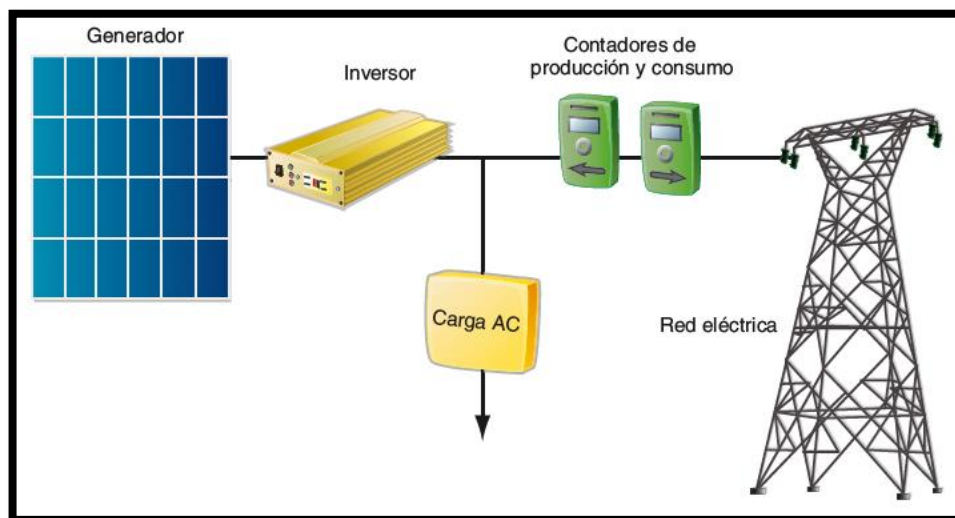 Generador
Inversor
Contadores de
producción y consumo
Carga AC
Red eléctrica